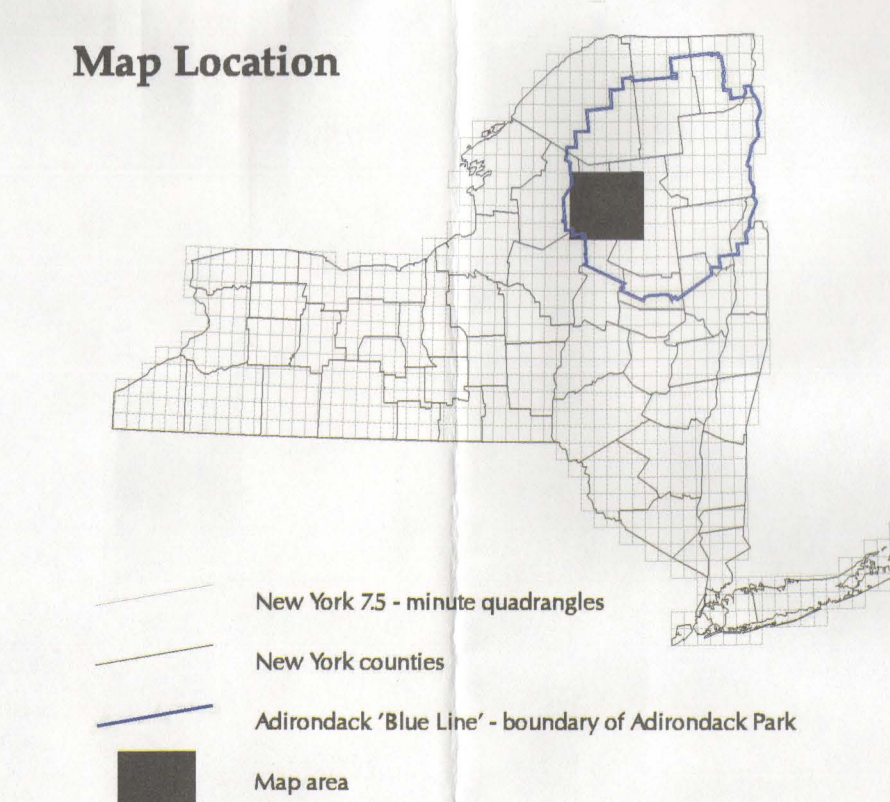 Map Location
New York 7.5 - minute quadrangles
New York counties
Adirondack 'Blue Line' - boundary of Adirondack Park
Map area